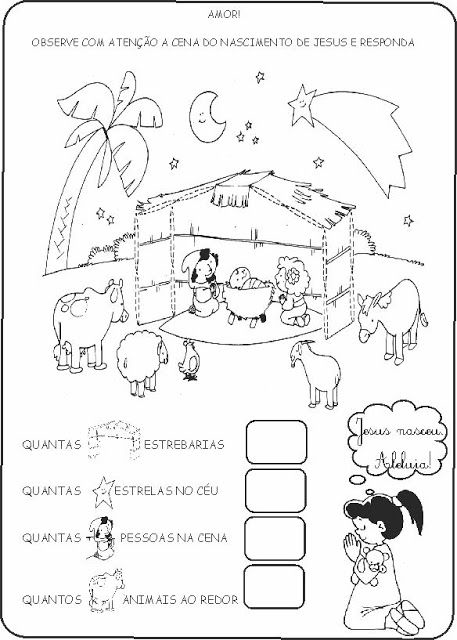 AMOR!
OBSERVE COM ATENÇÃO A CENA DO NASCIMENTO DE JESUS E RESPONDA
QUANTAS ESTREBARIAS
QUANTAS ESTRELAS NO CÉU
QUANTAS PESSOAS NA CENA
QUANTOS ANIMAIS AO REDOR
Jesus nasceu.
Aleluia!